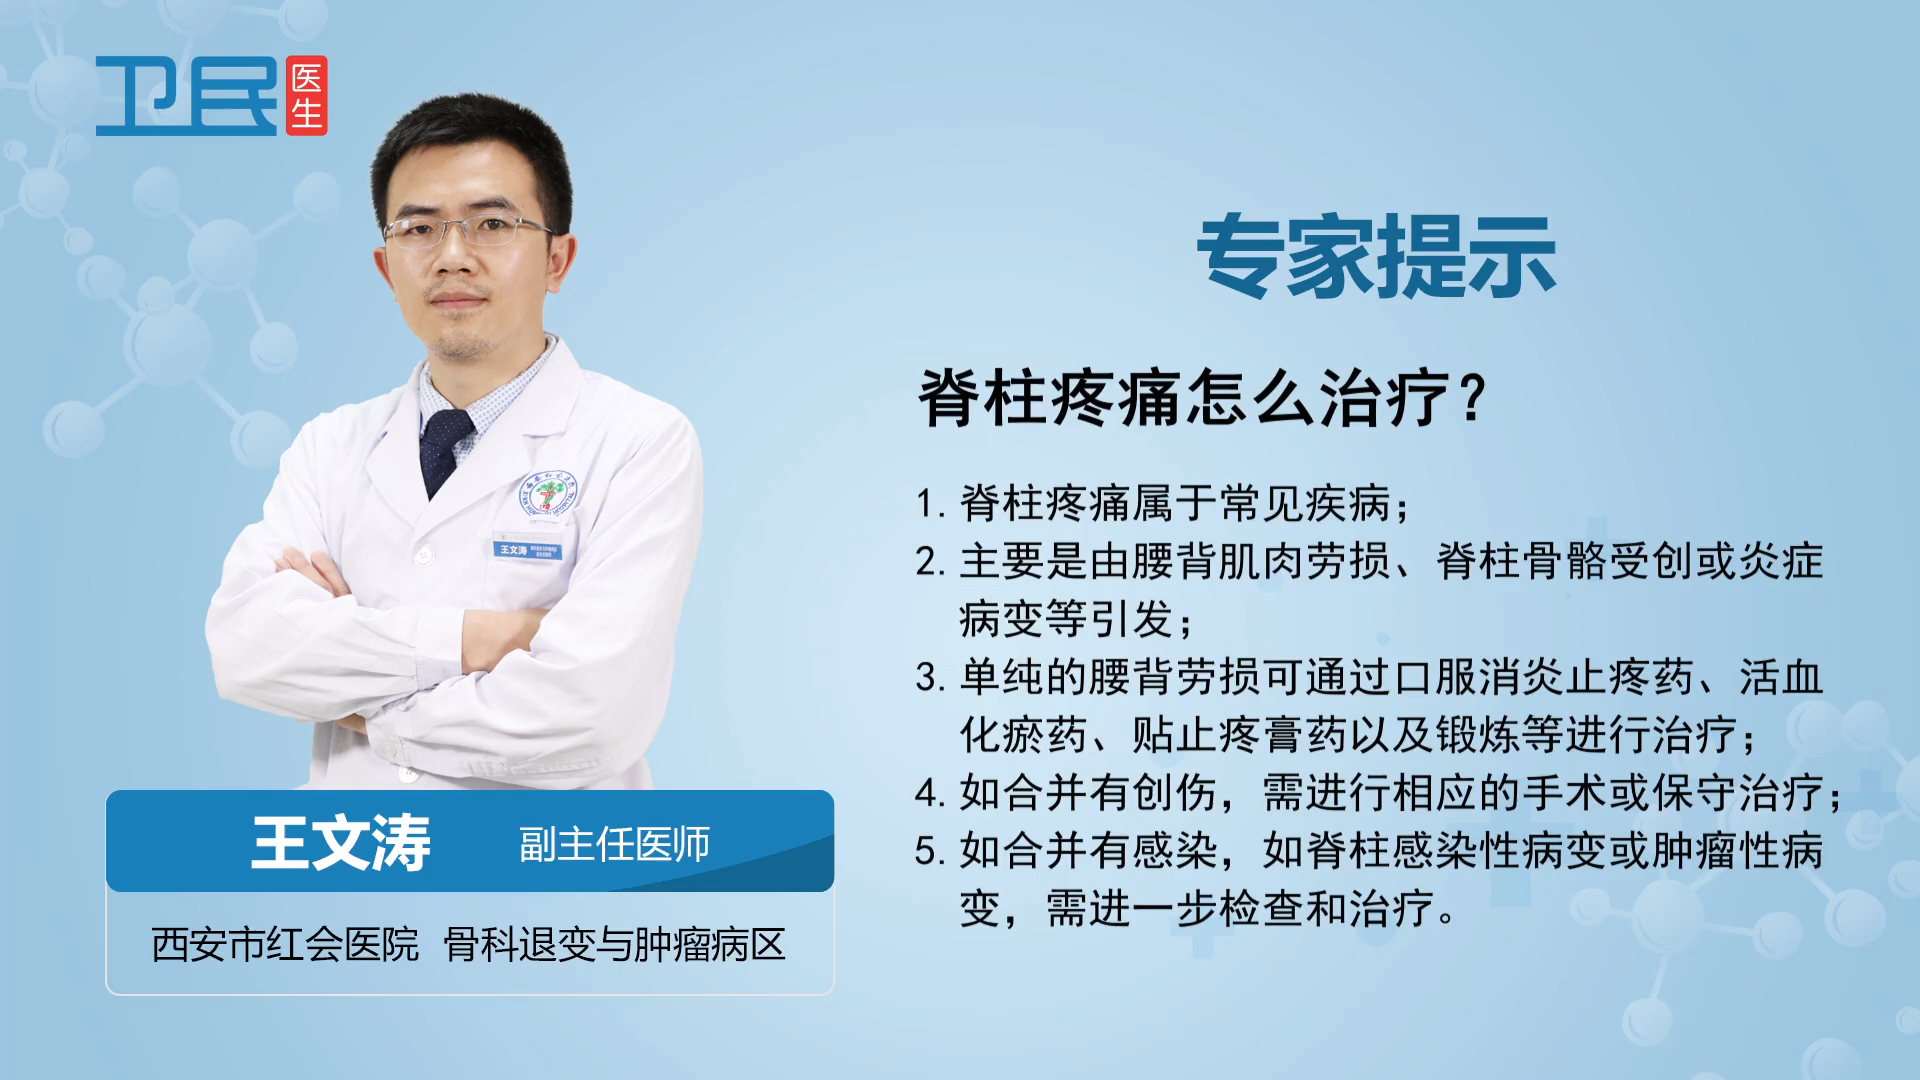 卫民医生
专家提示
脊柱疼痛怎么治疗？
1. 脊柱疼痛属于常见疾病；
2. 主要是由腰背肌肉劳损、脊柱骨骼受创或炎症
病变等引发；
3. 单纯的腰背劳损可通过口服消炎止疼药、活血
化瘀药、贴止疼膏药以及锻炼等进行治疗；
4. 如合并有创伤，需进行相应的手术或保守治疗；
5. 如合并有感染，如脊柱感染性病变或肿瘤性病
变，需进一步检查和治疗。
王文涛
王文涛 副主任医师
西安市红会医院 骨科退变与肿瘤病区